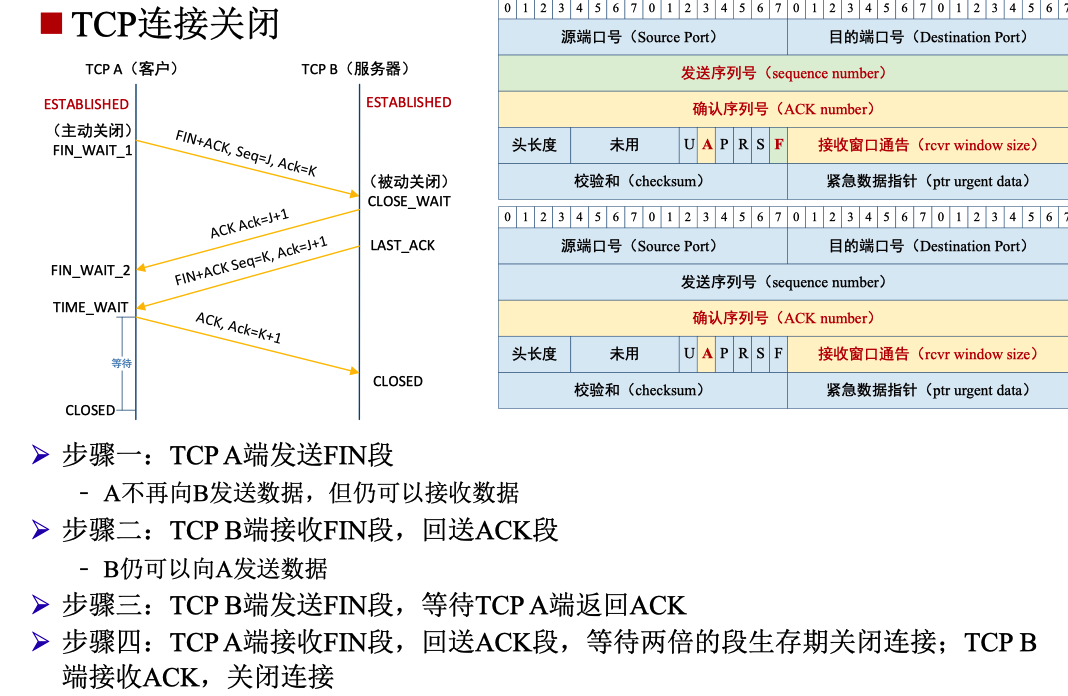 ■ TCP连接关闭
TCP A（客户） TCP B（服务器）
ESTABLISHED ESTABLISHED
（主动关闭）
FIN_WAIT_1
FIN+ACK, Seq=J, Ack=K
（被动关闭）
CLOSE_WAIT
ACK Ack=J+1
LAST_ACK
FIN+ACK Seq=K, Ack=J+1
FIN_WAIT_2
TIME_WAIT
ACK, Ack=K+1
等待
CLOSED
CLOSED
0 1 2 3 4 5 6 7 0 1 2 3 4 5 6 7 0 1 2 3 4 5 6 7 0 1 2 3 4 5 6 7
源端口号（Source Port） 目的端口号（Destination Port）
发送序列号（sequence number）
确认序列号（ACK number）
头长度 未用 U A P R S F 接收窗口通告（rcvr window size）
校验和（checksum） 紧急数据指针（ptr urgent data）
0 1 2 3 4 5 6 7 0 1 2 3 4 5 6 7 0 1 2 3 4 5 6 7 0 1 2 3 4 5 6 7
源端口号（Source Port） 目的端口号（Destination Port）
发送序列号（sequence number）
确认序列号（ACK number）
头长度 未用 U A P R S F 接收窗口通告（rcvr window size）
校验和（checksum） 紧急数据指针（ptr urgent data）
➢ 步骤一：TCP A端发送FIN段
- A不再向B发送数据，但仍可以接收数据
➢ 步骤二：TCP B端接收FIN段，回送ACK段
- B仍可以向A发送数据
➢ 步骤三：TCP B端发送FIN段，等待TCP A端返回ACK
➢ 步骤四：TCP A端接收FIN段，回送ACK段，等待两倍的段生存期关闭连接；TCP B
端接收ACK，关闭连接